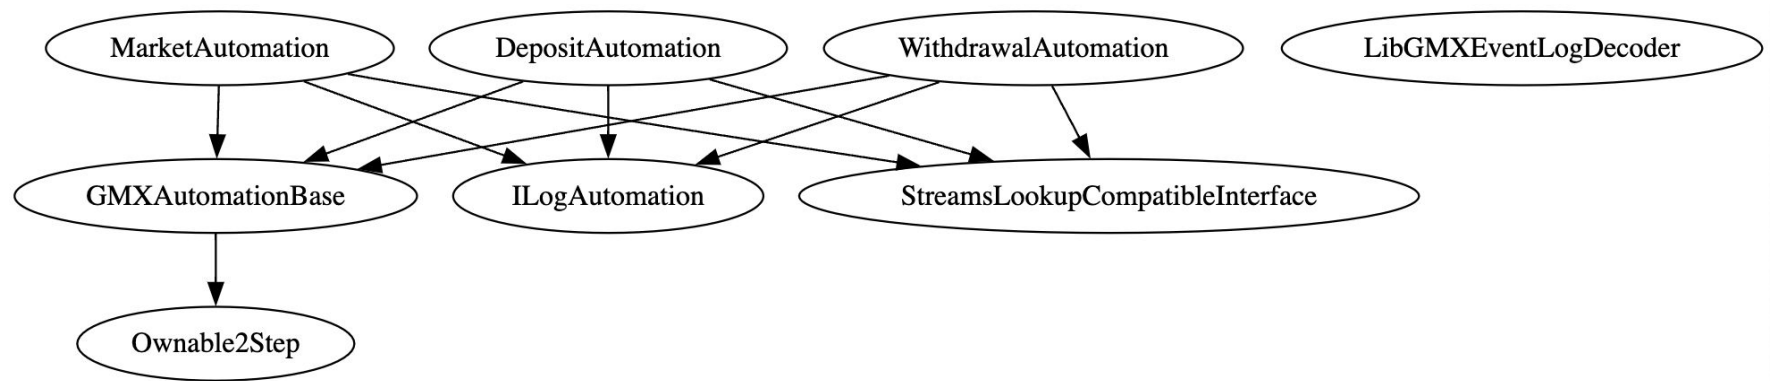 MarketAutomation
DepositAutomation
WithdrawalAutomation
LibGMXEventLogDecoder
GMXAutomationBase
ILogAutomation
StreamsLookupCompatibleInterface
Ownable2Step